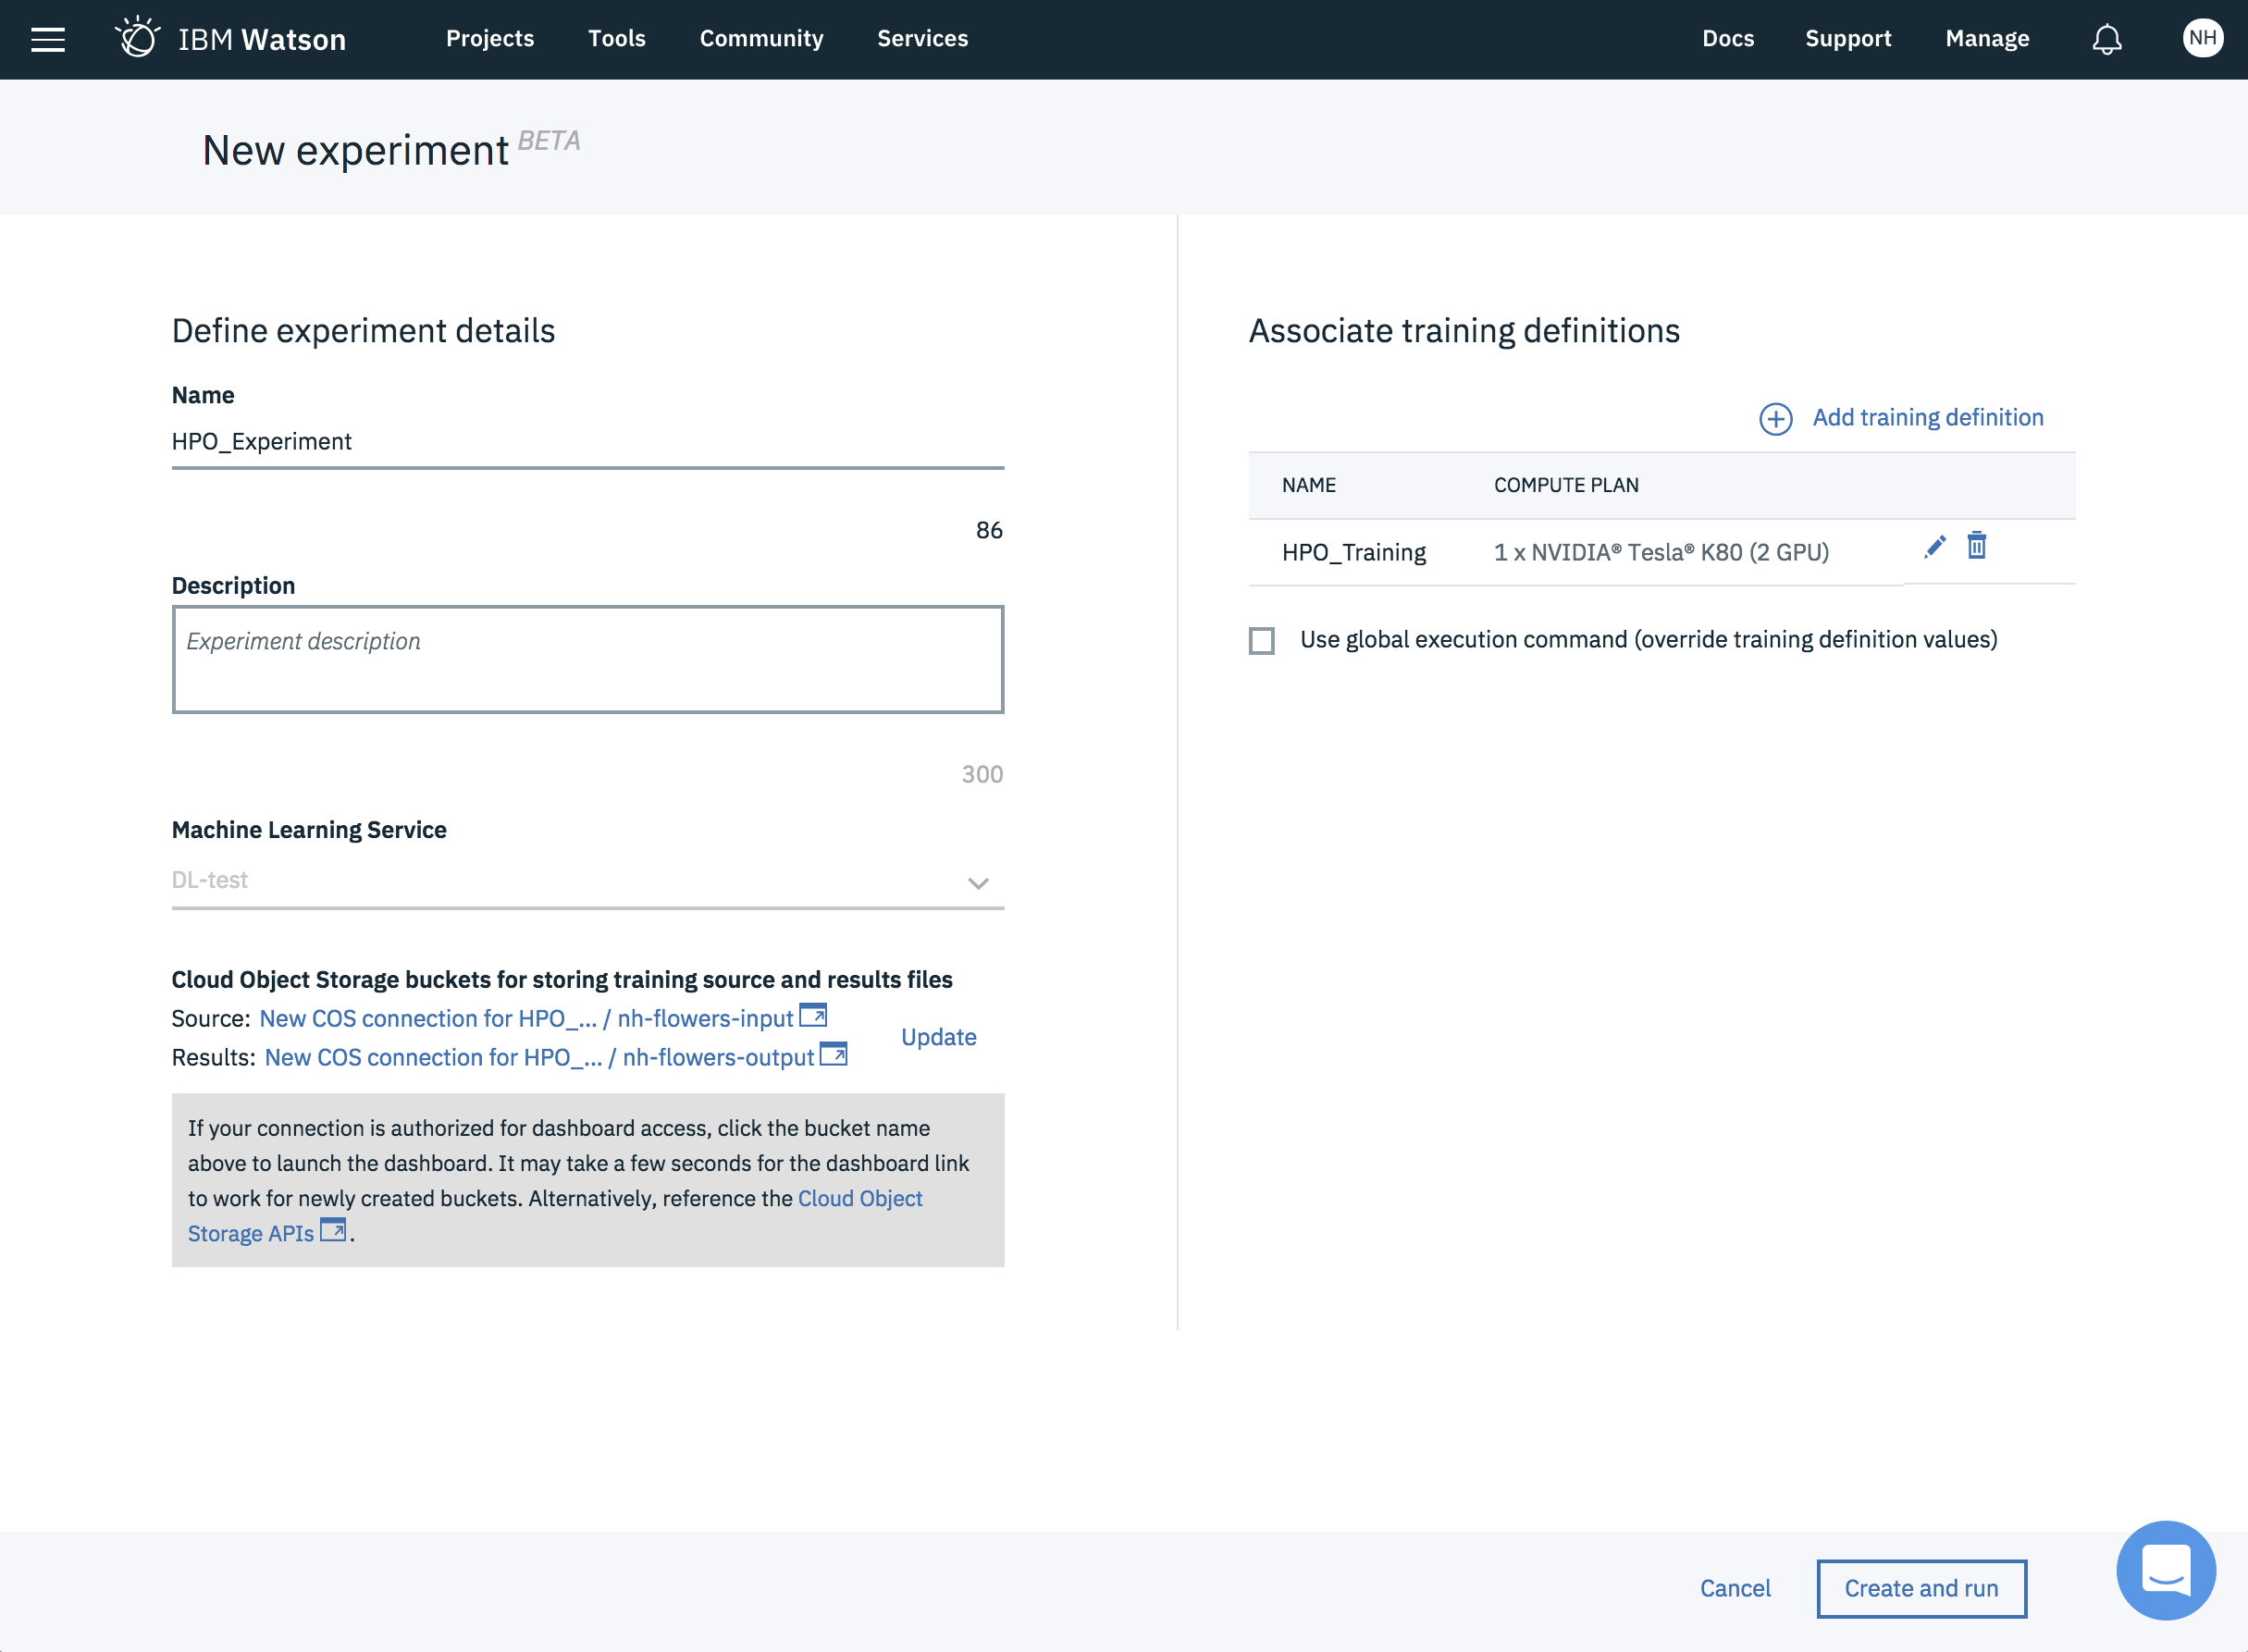 IBM Watson Projects Tools Community Services Docs Support Manage NH
New experiment BETA
Define experiment details
Name
HPO_Experiment
86
Description
Experiment description
300
Machine Learning Service
DL-test
Cloud Object Storage buckets for storing training source and results files
Source: New COS connection for HPO_... / nh-flowers-input
Results: New COS connection for HPO_... / nh-flowers-output
Update
If your connection is authorized for dashboard access, click the bucket name
above to launch the dashboard. It may take a few seconds for the dashboard link
to work for newly created buckets. Alternatively, reference the Cloud Object
Storage APIs .
Associate training definitions
Add training definition
NAME COMPUTE PLAN
HPO_Training 1 x NVIDIA® Tesla® K80 (2 GPU)
Use global execution command (override training definition values)
Cancel Create and run